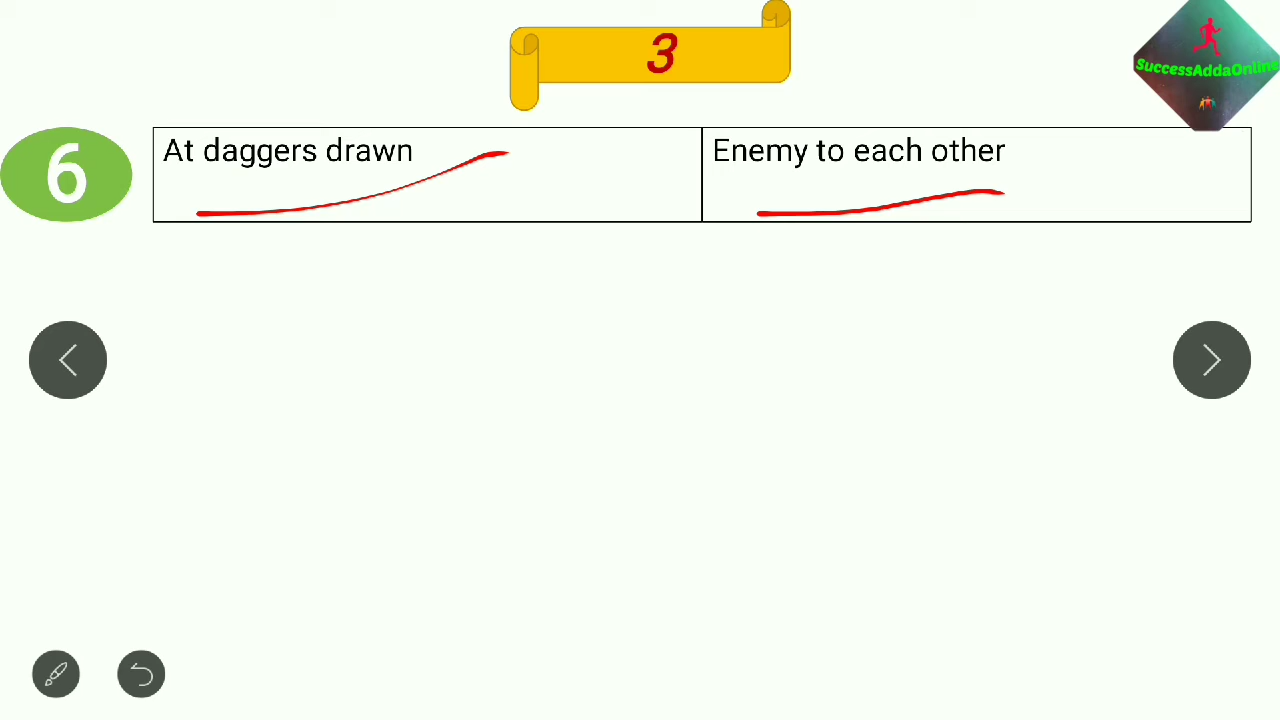 3
SuccessAddaOnline
6
At daggers drawn
Enemy to each other